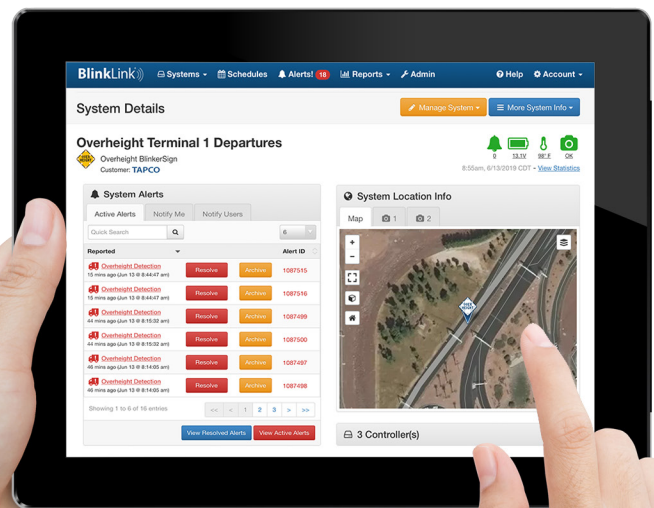 BlinkLink Systems Schedules Alerts! 18 Reports Admin Help Account
System Details Manage System More System Info
Overheight Terminal 1 Departures
Overheight BlinkerSign
Customer: TAPCO
0 13.1V 98° F OK
8:55am, 6/13/2019 CDT - View Statistics
System Alerts
Active Alerts Notify Me Notify Users
Quick Search 6
Reported Alert ID
Overheight Detection Resolve Archive 1087515
15 mins ago (Jun 13 @ 8:44:47 am)
Overheight Detection Resolve Archive 1087516
15 mins ago (Jun 13 @ 8:44:47 am)
Overheight Detection Resolve Archive 1087499
44 mins ago (Jun 13 @ 8:15:32 am)
Overheight Detection Resolve Archive 1087500
44 mins ago (Jun 13 @ 8:15:32 am)
Overheight Detection Resolve Archive 1087497
46 mins ago (Jun 13 @ 8:14:05 am)
Overheight Detection Resolve Archive 1087498
46 mins ago (Jun 13 @ 8:14:05 am)
Showing 1 to 6 of 16 entries << < 1 2 3 > >>
View Resolved Alerts View Active Alerts
System Location Info
Map 1 2
+
-
OVER HEIGHT
3 Controller(s)